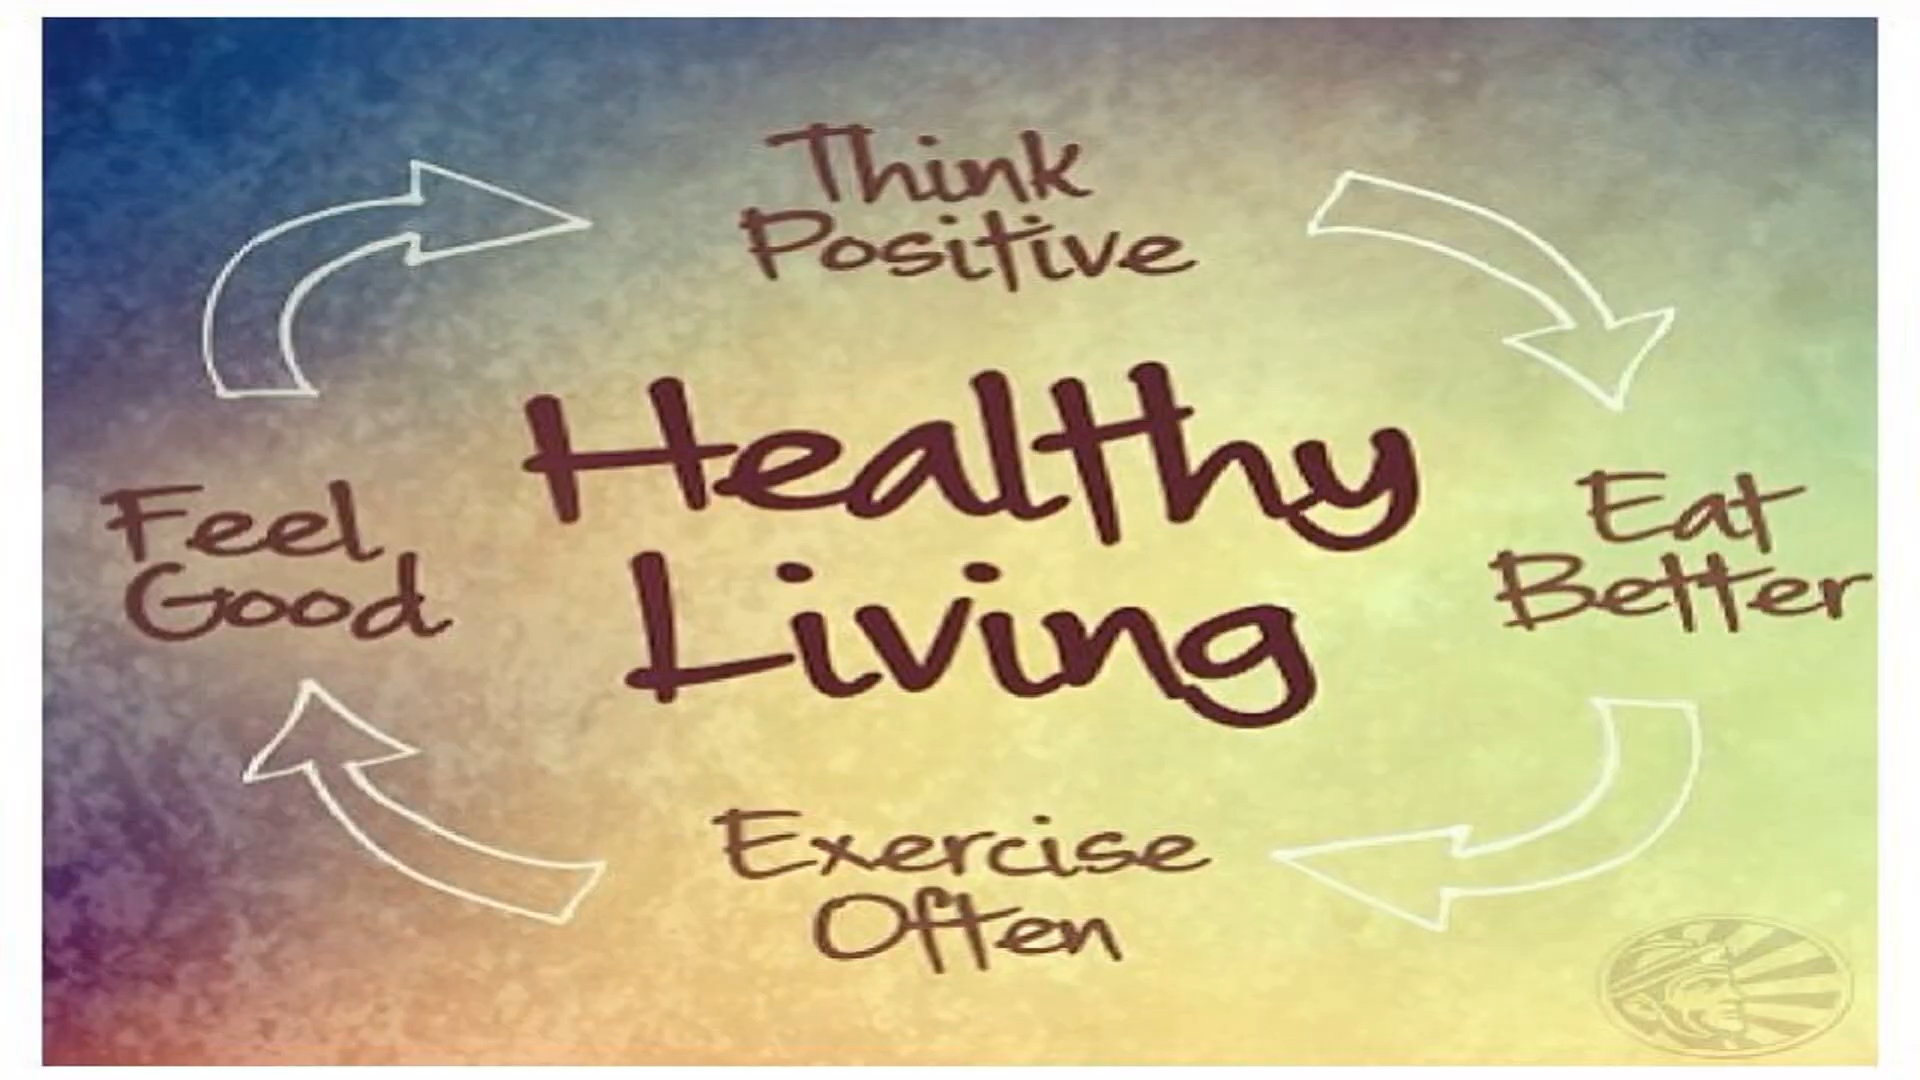 Think
Positive
Healthy
Living
Feel
Good
Eat
Better
Exercise
Often